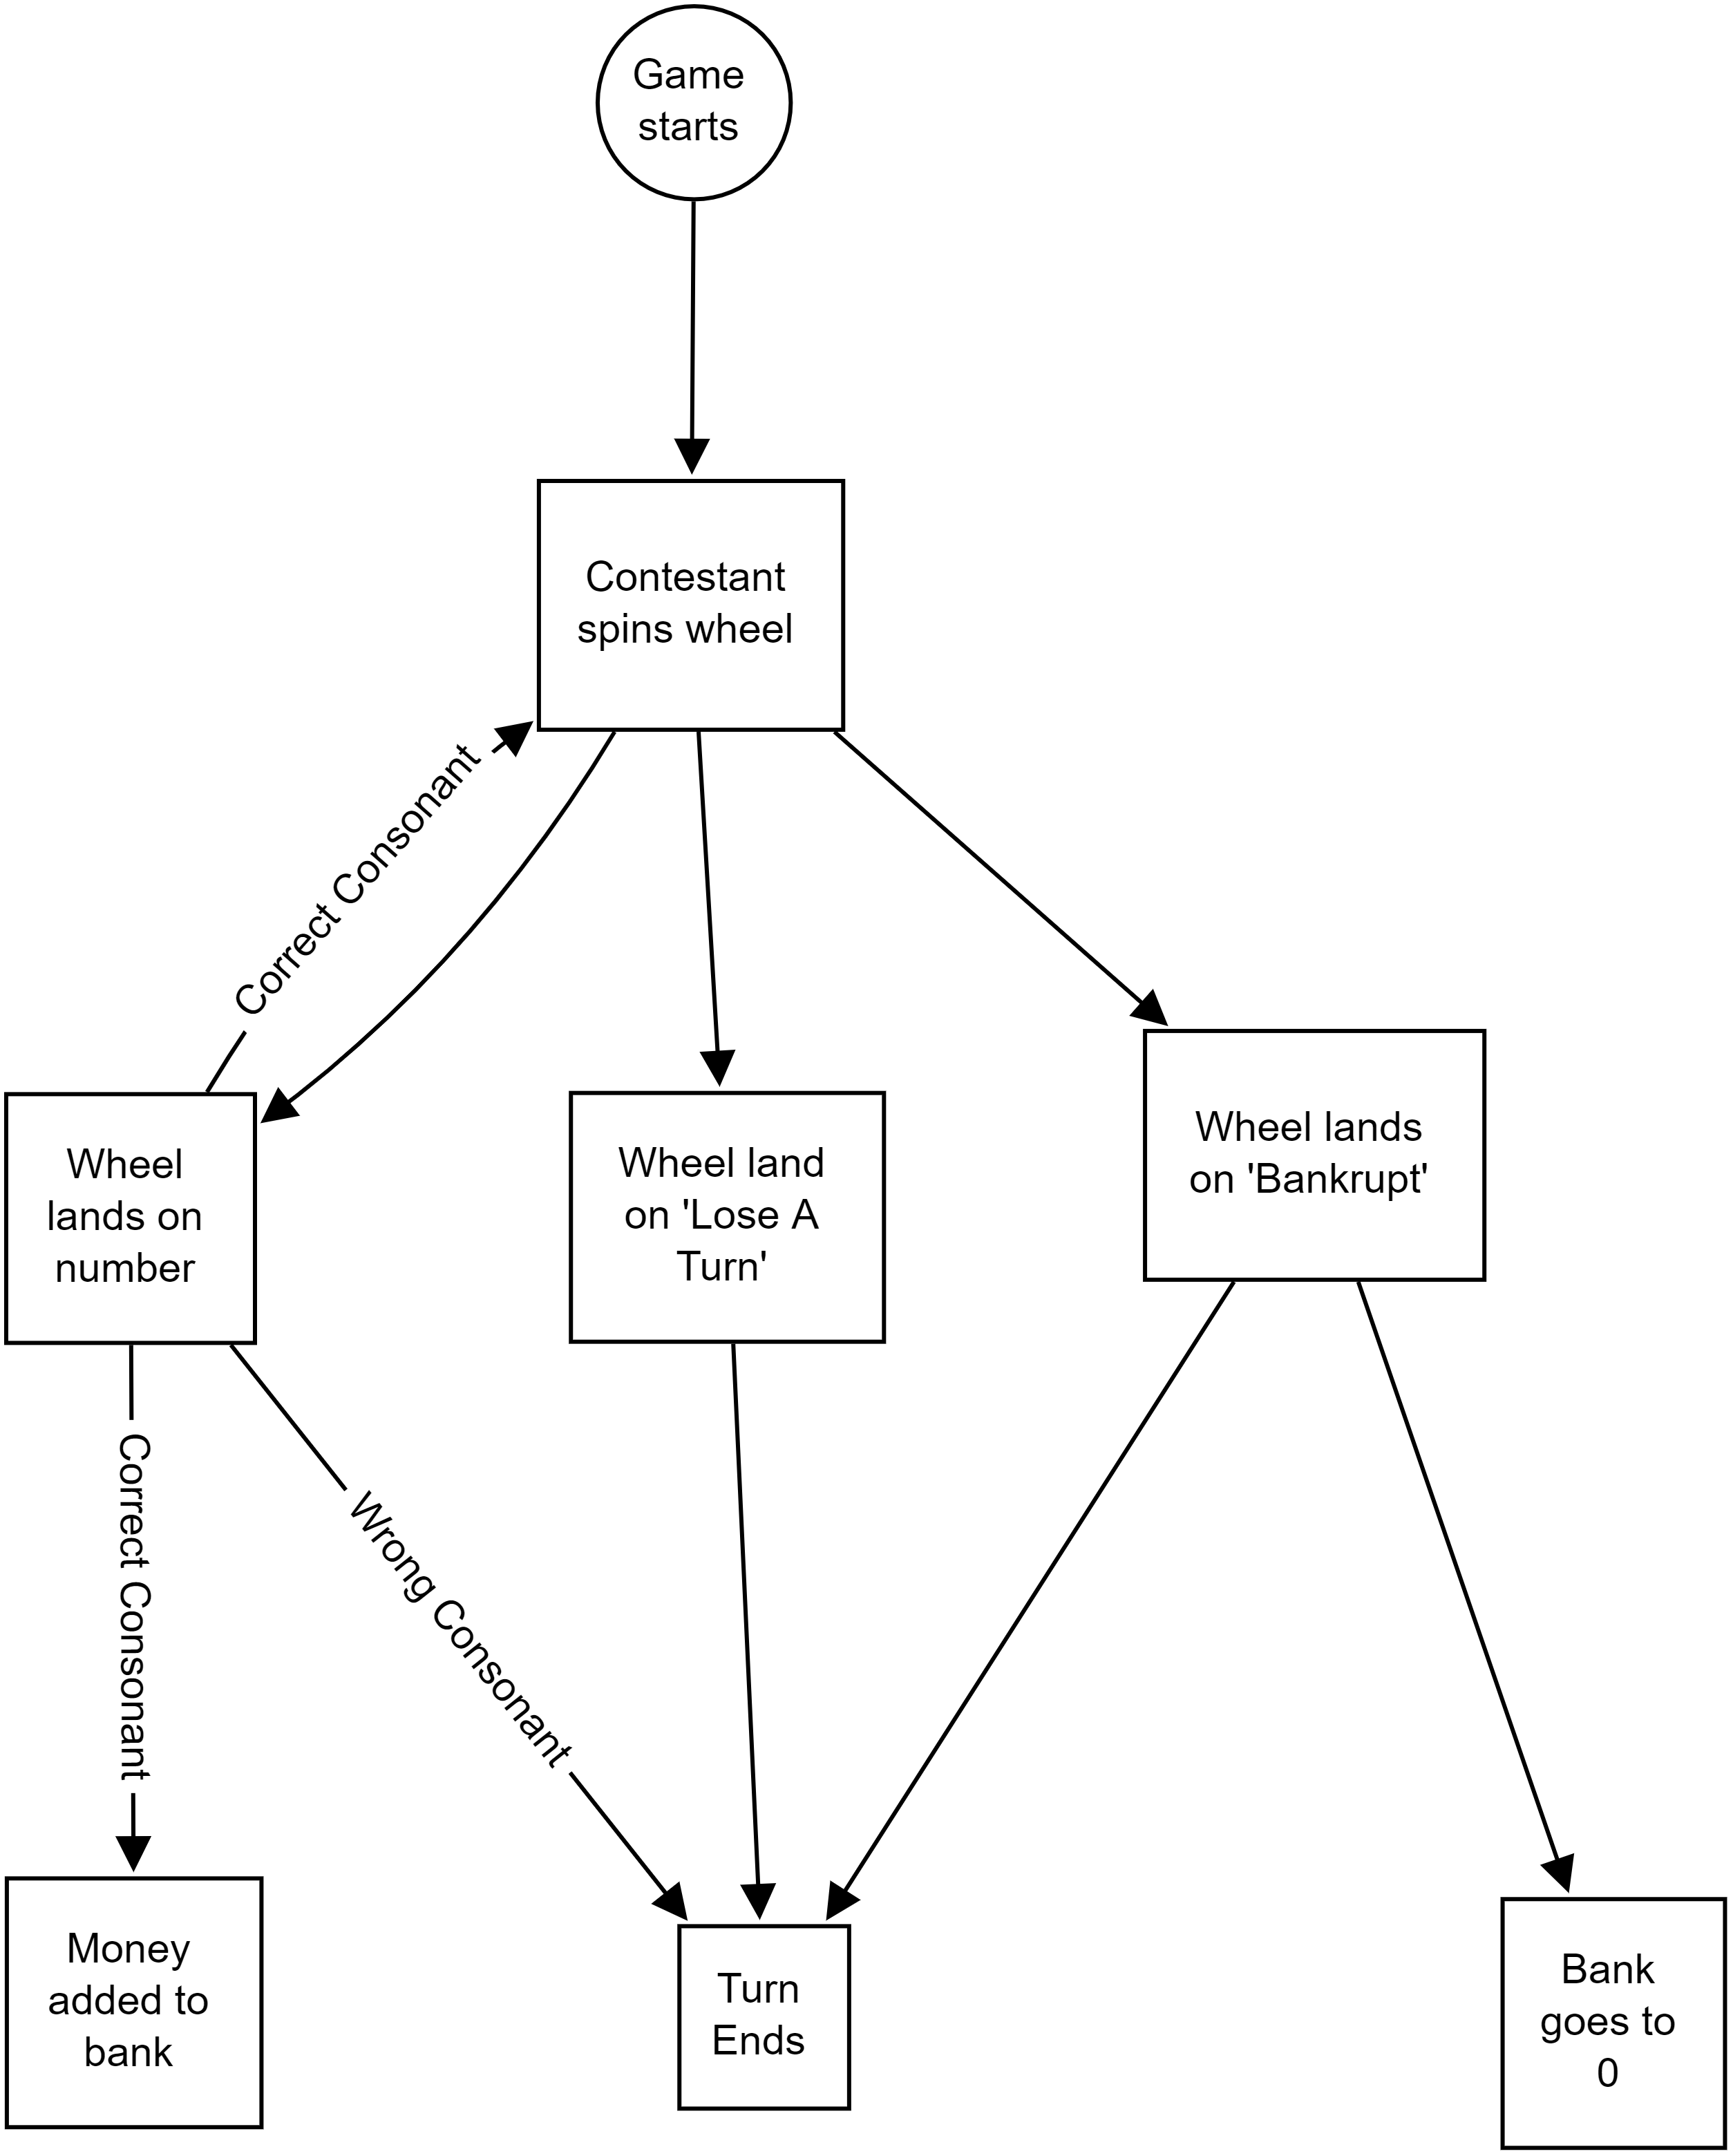 Game
starts
Contestant
spins wheel
Correct Consonant
Wheel
lands on
number
Wheel land
on 'Lose A
Turn'
Wheel lands
on 'Bankrupt'
Correct Consonant
Wrong Consonant
Money
added to
bank
Turn
Ends
Bank
goes to
0